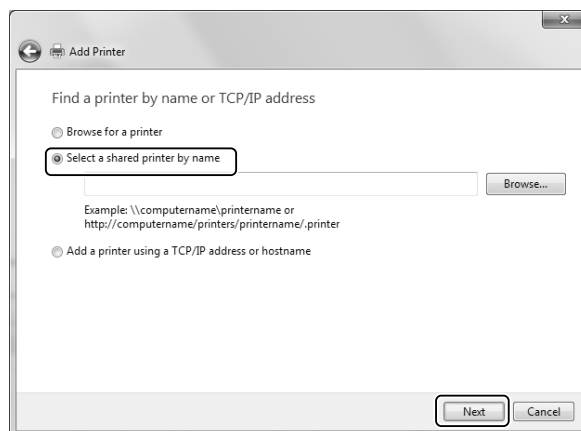 Add Printer
Find a printer by name or TCP/IP address
Browse for a printer
Select a shared printer by name
Browse...
Example: \\computername\printername or
http://computername/printers/printername/.printer
Add a printer using a TCP/IP address or hostname
Next Cancel